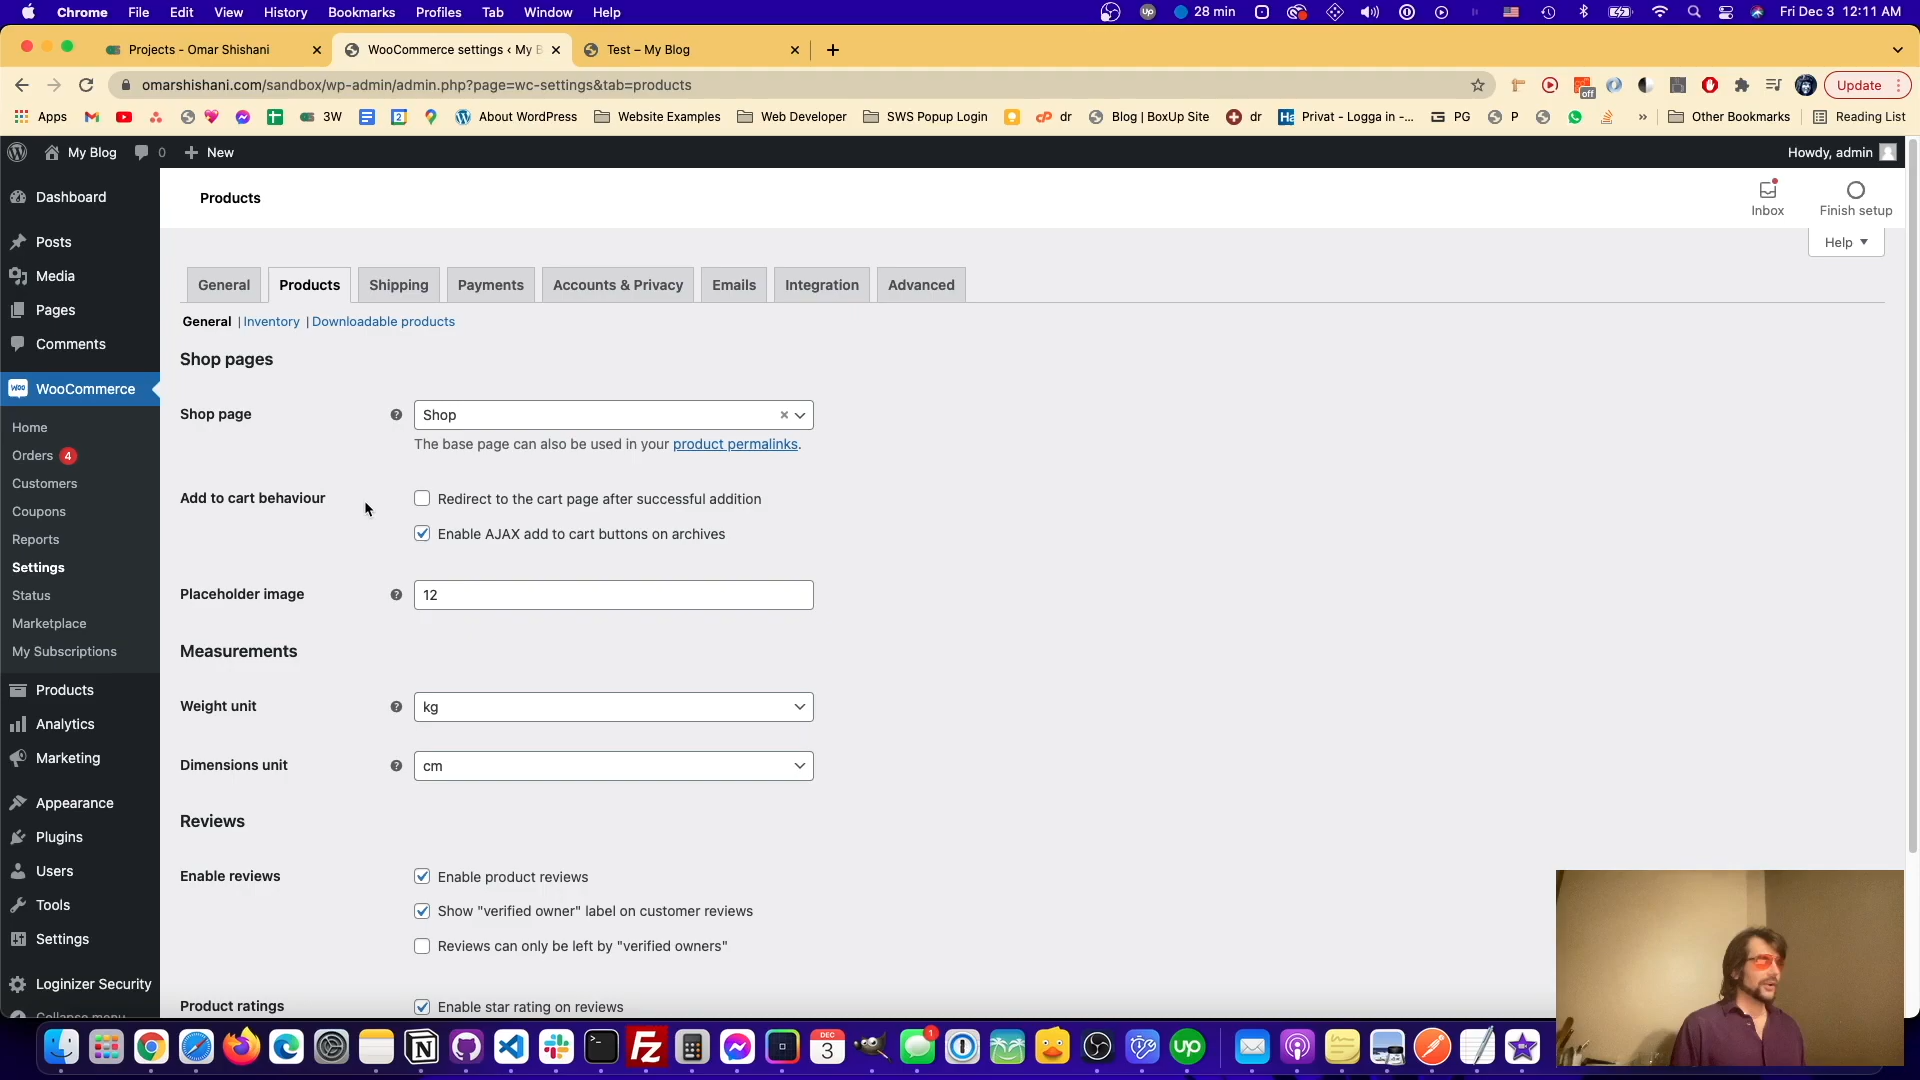 Chrome File Edit View History Bookmarks Profiles Tab Window Help
28 min
Fri Dec 3 12:11 AM
Projects - Omar Shishani
WooCommerce settings ‹ My B
Test – My Blog
omarshishani.com/sandbox/wp-admin/admin.php?page=wc-settings&tab=products
off
Update
Apps
3W
About WordPress
Website Examples
Web Developer
SWS Popup Login
dr
Blog | BoxUp Site
dr
Privat - Logga in -...
PG
P
»
Other Bookmarks
Reading List
My Blog
0
New
Howdy, admin
Dashboard
Posts
Media
Pages
Comments
WooCommerce
Home
Orders 4
Customers
Coupons
Reports
Settings
Status
Marketplace
My Subscriptions
Products
Analytics
Marketing
Appearance
Plugins
Users
Tools
Settings
Loginizer Security
Collapse menu
Products
Inbox
Finish setup
Help
General
Products
Shipping
Payments
Accounts & Privacy
Emails
Integration
Advanced
General | Inventory | Downloadable products
Shop pages
Shop page
Shop
The base page can also be used in your product permalinks.
Add to cart behaviour
Redirect to the cart page after successful addition
Enable AJAX add to cart buttons on archives
Placeholder image
12
Measurements
Weight unit
kg
Dimensions unit
cm
Reviews
Enable reviews
Enable product reviews
Show "verified owner" label on customer reviews
Reviews can only be left by "verified owners"
Product ratings
Enable star rating on reviews
DEC
3
1
up